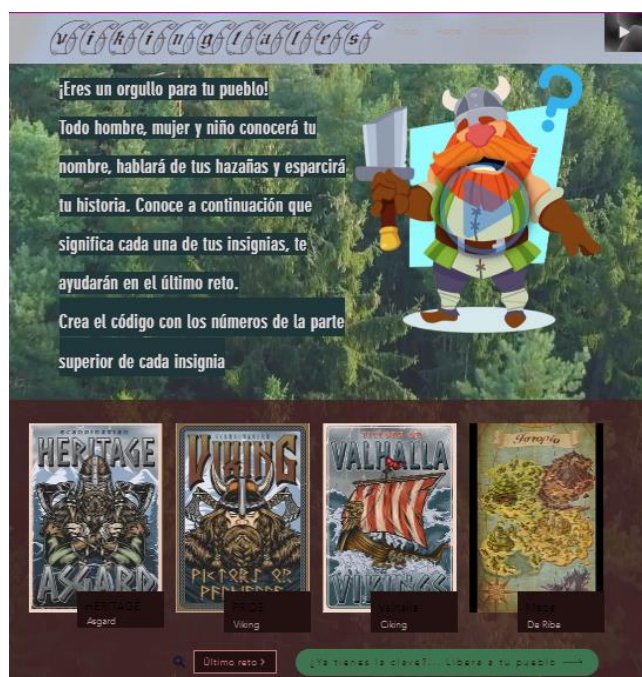 vikingtales
¡Eres un orgullo para tu pueblo!
Todo hombre, mujer y niño conocerá tu
nombre, hablará de tus hazañas y esparcirá
tu historia. Conoce a continuación que
significa cada una de tus insignias, te
ayudarán en el último reto.
Crea el código con los números de la parte
superior de cada insignia
SCANDINAVIAN
HERITAGE
ASGARD
VIKING
VALHALLA
VIKINGS
HERITAGE
Asgard
PRIDE
Viking
Valhalla
Ciking
Mapa
De Ribe
Último reto >
¿Ya tienes la clave?... Libera a tu pueblo